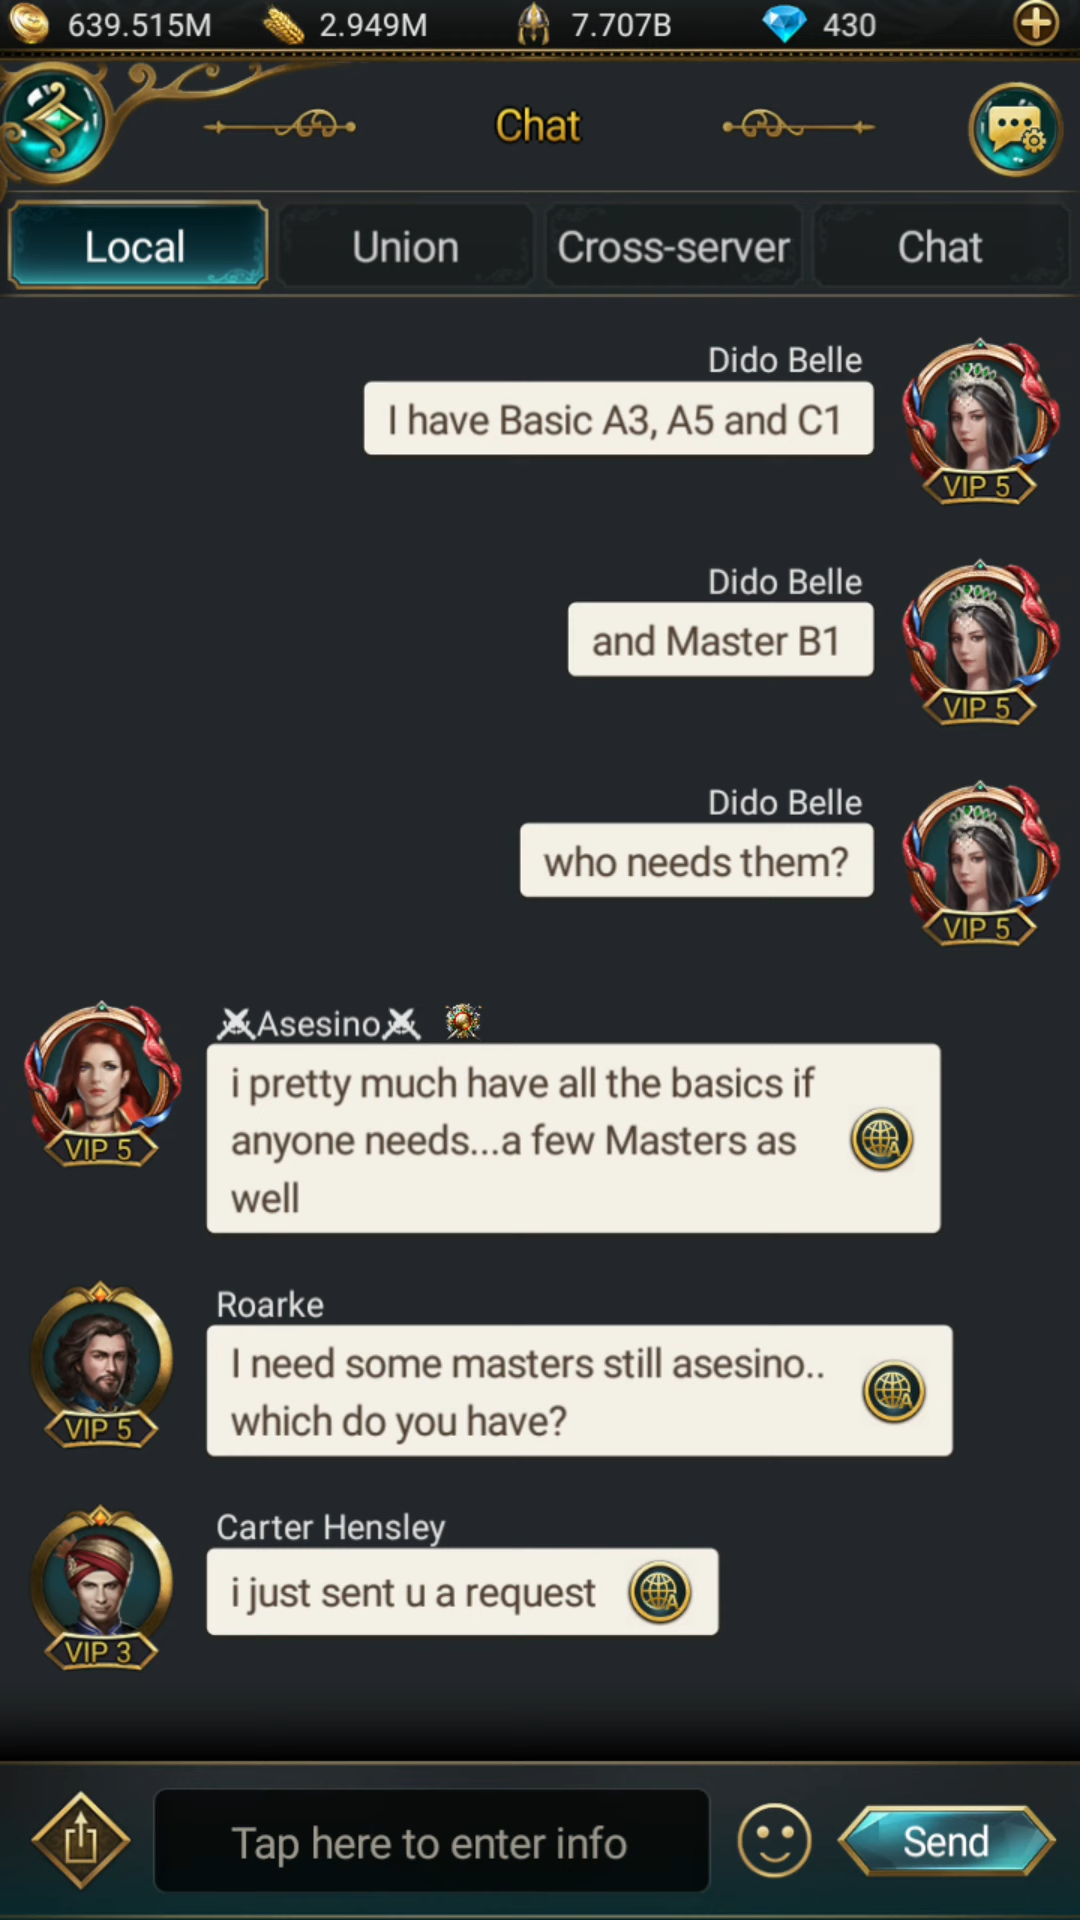 639.515M 2.949M 7.707B 430
Chat
Local Union Cross-server Chat
Dido Belle
I have Basic A3, A5 and C1
VIP 5
Dido Belle
and Master B1
VIP 5
Dido Belle
who needs them?
VIP 5
⚔Asesino⚔
i pretty much have all the basics if
anyone needs...a few Masters as
well
VIP 5
Roarke
I need some masters still asesino..
which do you have?
VIP 5
Carter Hensley
i just sent u a request
VIP 3
Tap here to enter info
Send